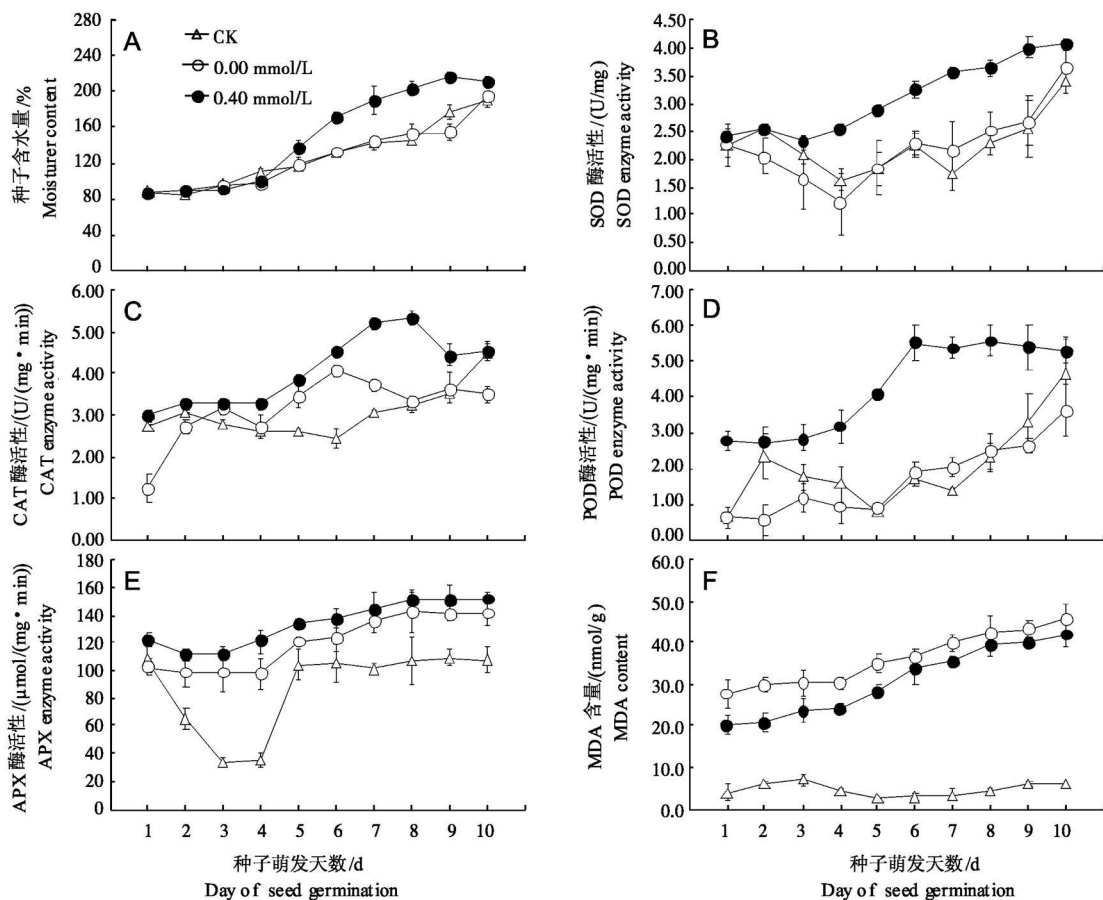 A
CK
0.00 mmol/L
0.40 mmol/L
280
240
200
160
120
80
40
0
种子含水量/%
Moisturer content
B
4.50
4.00
3.50
3.00
2.50
2.00
1.50
1.00
0.50
0.00
SOD 酶活性/(U/mg)
SOD enzyme activity
C
6.00
5.00
4.00
3.00
2.00
1.00
0.00
CAT 酶活性/(U/(mg•min))
CAT enzyme activity
D
7.00
6.00
5.00
4.00
3.00
2.00
1.00
0.00
POD酶活性/(U/(mg•min))
POD enzyme activity
E
180
160
140
120
100
80
60
40
20
0
APX 酶活性/(μmol/(mg•min))
APX enzyme activity
1 2 3 4 5 6 7 8 9 10
种子萌发天数/d
Day of seed germination
F
60.0
50.0
40.0
30.0
20.0
10.0
0.0
MDA 含量/(nmol/g)
MDA content
1 2 3 4 5 6 7 8 9 10
种子萌发天数/d
Day of seed germination